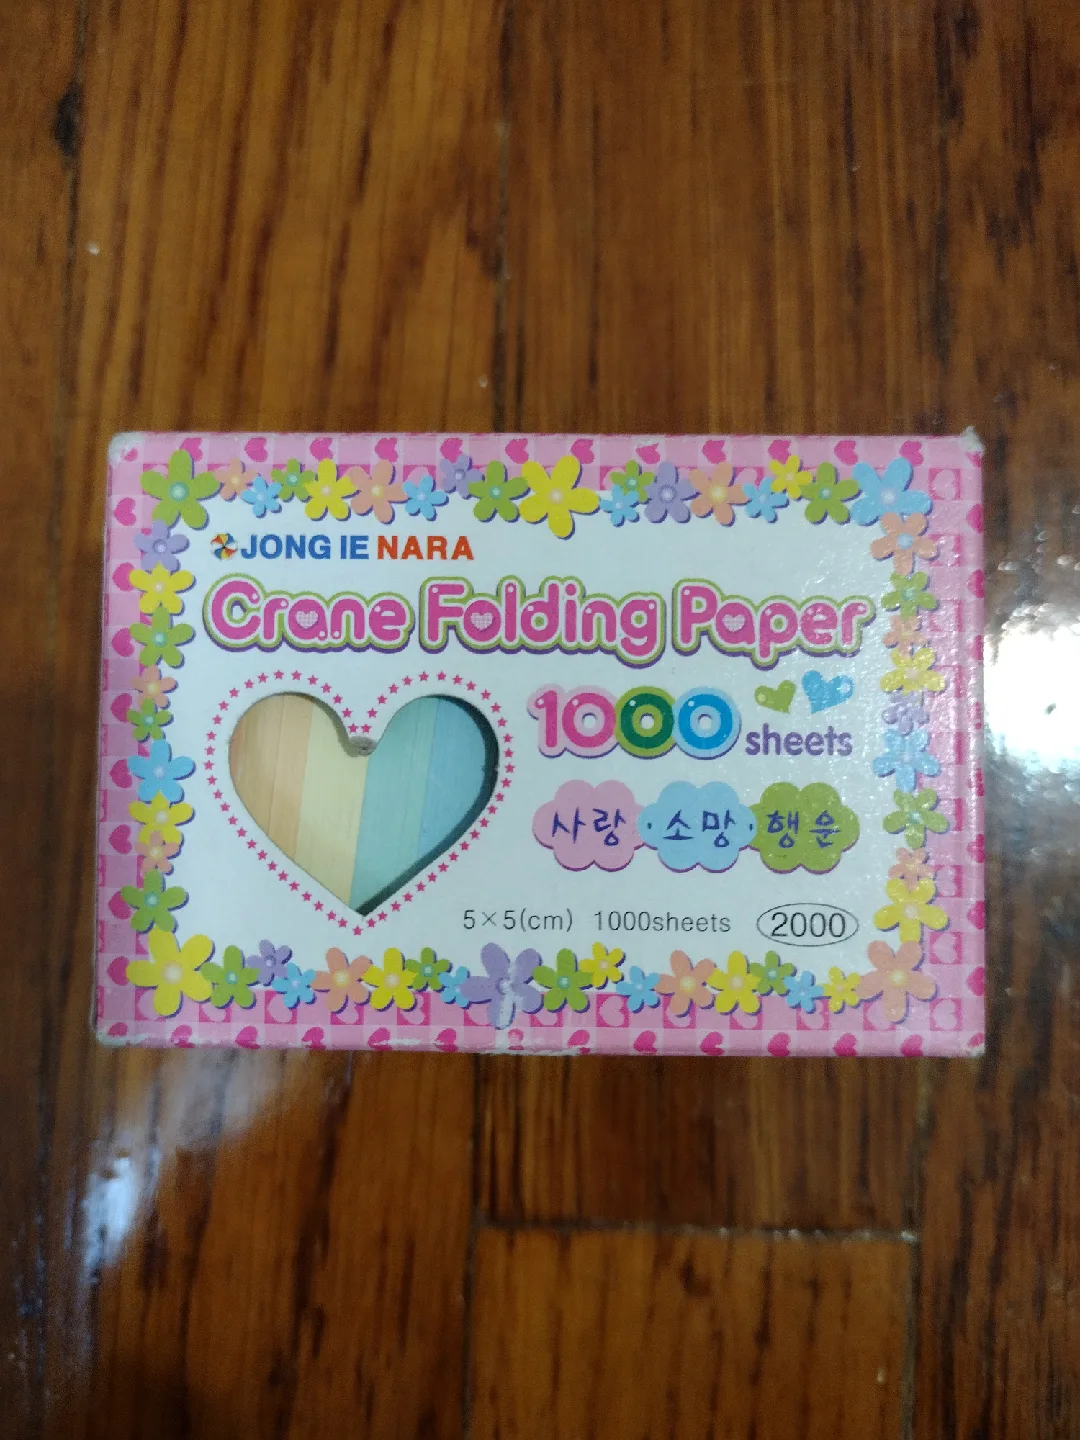 JONG IE NARA
Crane Folding Paper
1000 sheets
사랑·소망·행운
5×5(cm) 1000sheets 2000